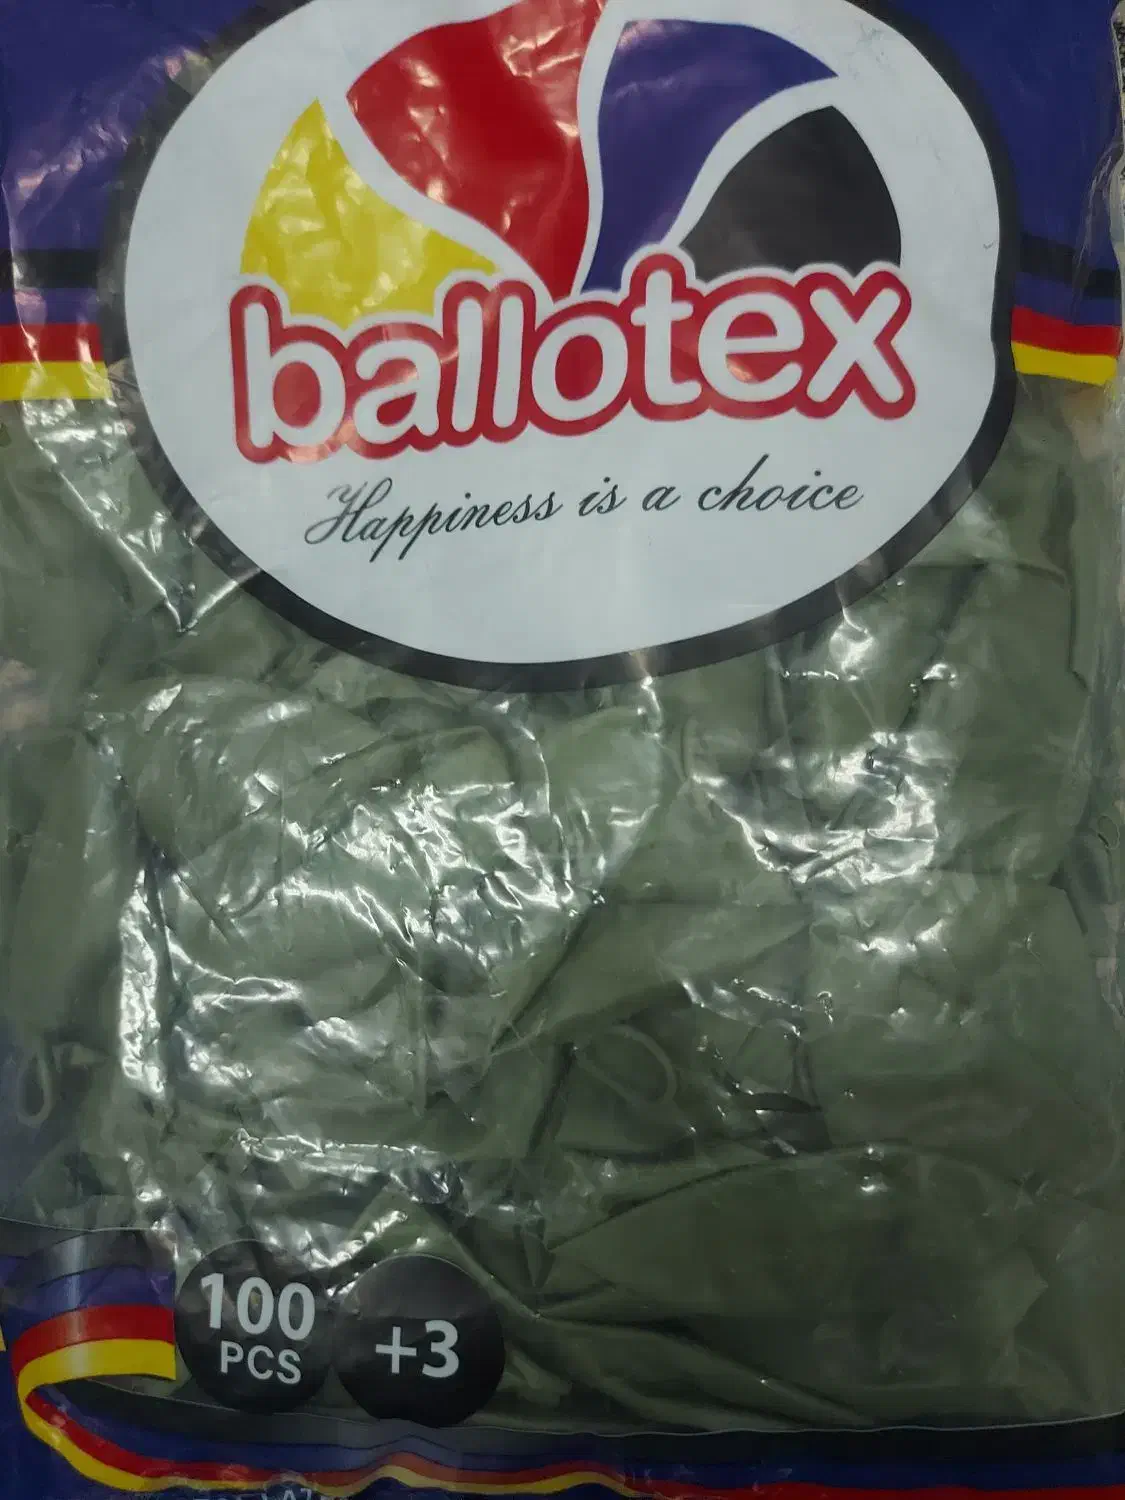 ballotex
Happiness is a choice
100
PCS
+3